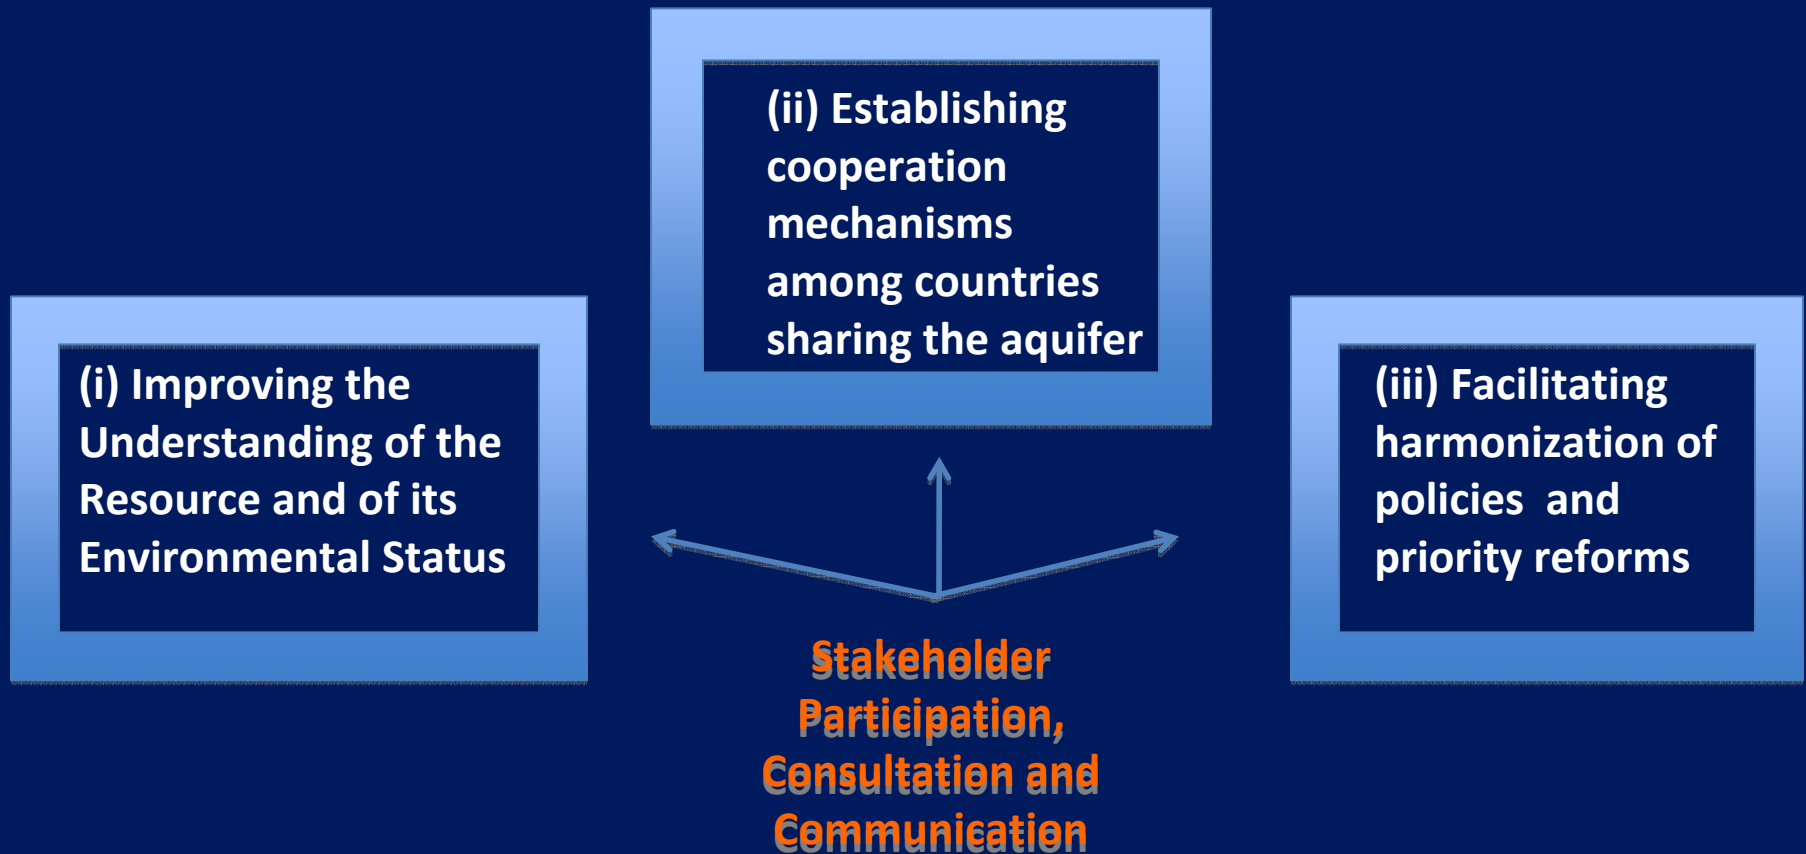 (i) Improving the
Understanding of the
Resource and of its
Environmental Status
(ii) Establishing
cooperation
mechanisms
among countries
sharing the aquifer
(iii) Facilitating
harmonization of
policies  and
priority reforms
Stakeholder
Participation,
Consultation and
Communication